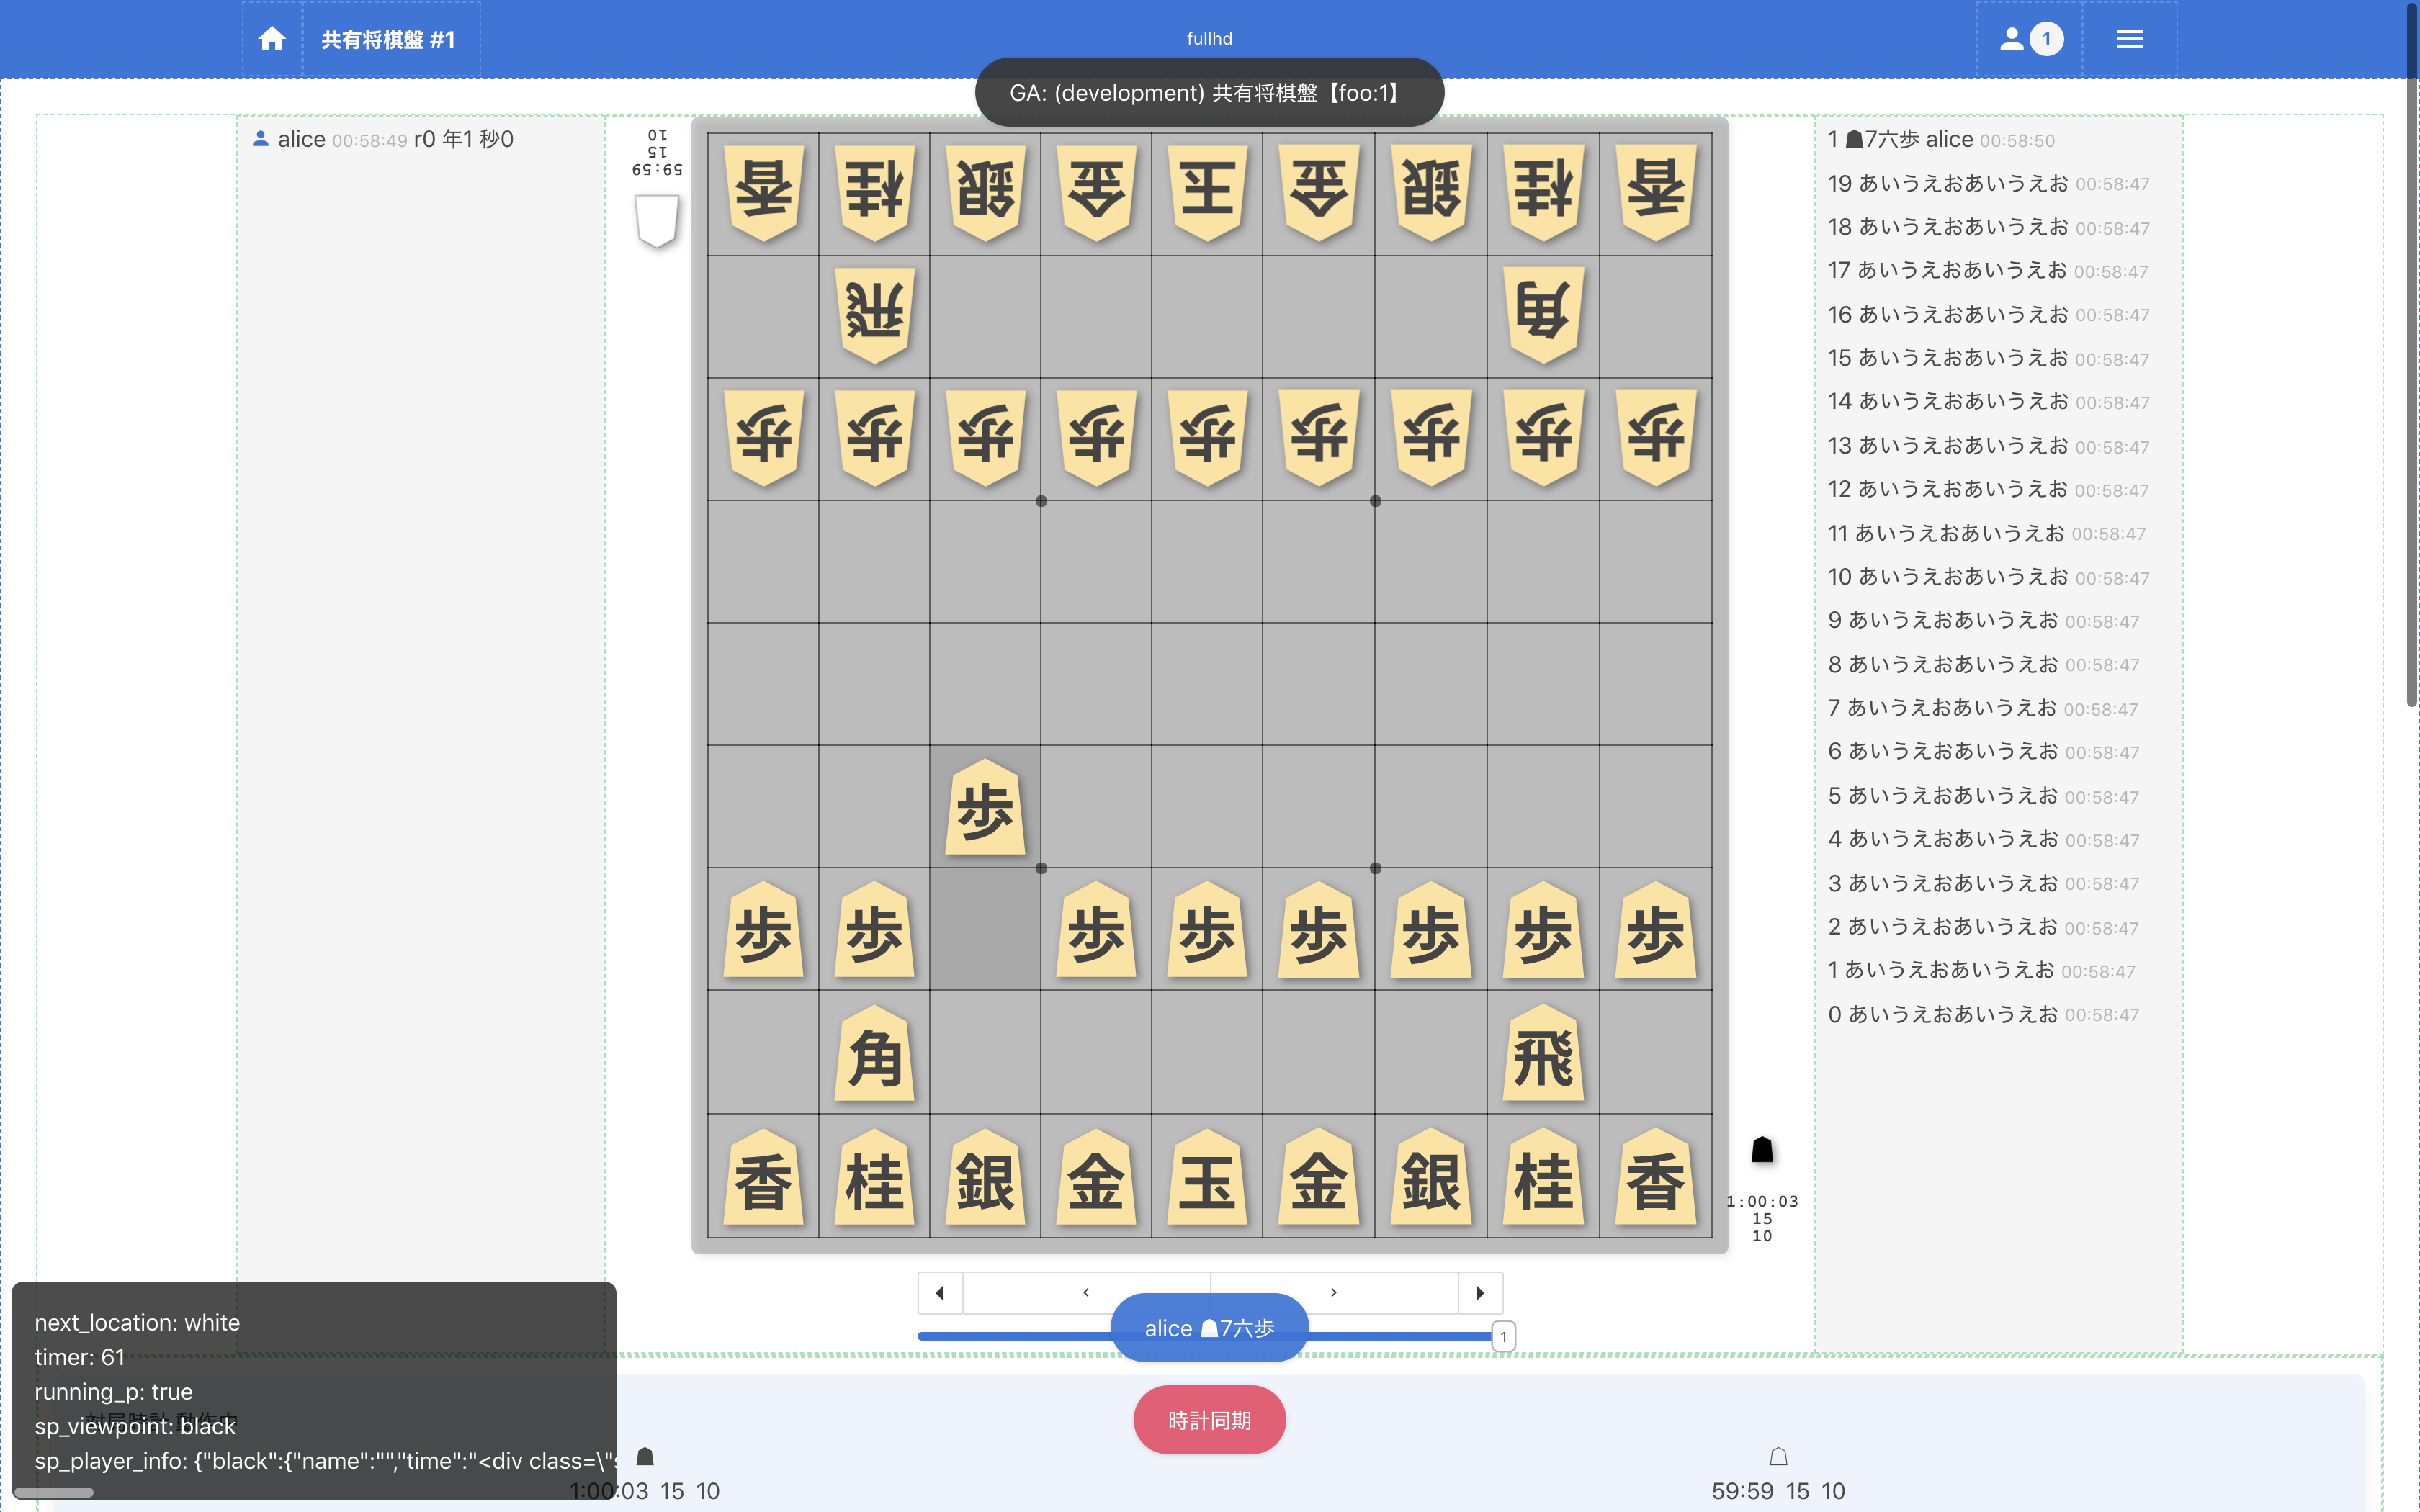 共有将棋盤 #1
fullhd
1
GA: (development) 共有将棋盤【foo:1】
alice 00:58:49 r0 年1 秒0
10
15
59:59
香 桂 銀 金 玉 金 銀 桂 香
飛 角
歩 歩 歩 歩 歩 歩 歩 歩 歩
歩
歩 歩 歩 歩 歩 歩 歩 歩
角 飛
香 桂 銀 金 玉 金 銀 桂 香
1:00:03
15
10
1 ☗7六歩 alice 00:58:50
19 あいうえおあいうえお 00:58:47
18 あいうえおあいうえお 00:58:47
17 あいうえおあいうえお 00:58:47
16 あいうえおあいうえお 00:58:47
15 あいうえおあいうえお 00:58:47
14 あいうえおあいうえお 00:58:47
13 あいうえおあいうえお 00:58:47
12 あいうえおあいうえお 00:58:47
11 あいうえおあいうえお 00:58:47
10 あいうえおあいうえお 00:58:47
9 あいうえおあいうえお 00:58:47
8 あいうえおあいうえお 00:58:47
7 あいうえおあいうえお 00:58:47
6 あいうえおあいうえお 00:58:47
5 あいうえおあいうえお 00:58:47
4 あいうえおあいうえお 00:58:47
3 あいうえおあいうえお 00:58:47
2 あいうえおあいうえお 00:58:47
1 あいうえおあいうえお 00:58:47
0 あいうえおあいうえお 00:58:47
alice ☗7六歩
1
時計同期
next_location: white
timer: 61
running_p: true
対局時計 動作中
sp_viewpoint: black
sp_player_info: {"black":{"name":"","time":"<div class=\"
1:00:03 15 10
59:59 15 10